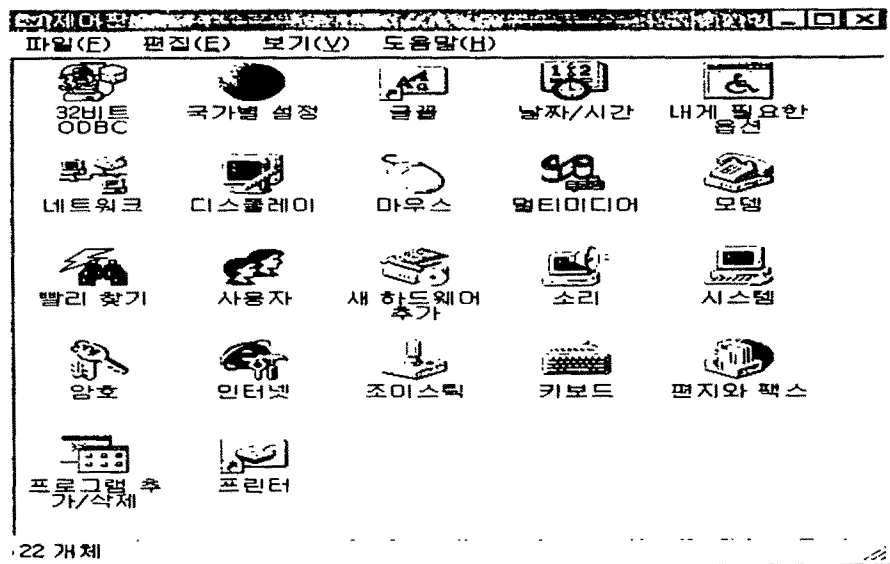 제어판
파일(F) 편집(E) 보기(V) 도움말(H)
32비트
ODBC
국가별 설정
글꼴
날짜/시간
내게 필요한
옵션
네트워크
디스플레이
마우스
멀티미디어
모뎀
빨리 찾기
사용자
새 하드웨어
추가
소리
시스템
암호
인터넷
조이스틱
키보드
편지와 팩스
프로그램 추
가/삭제
프린터
22 개체